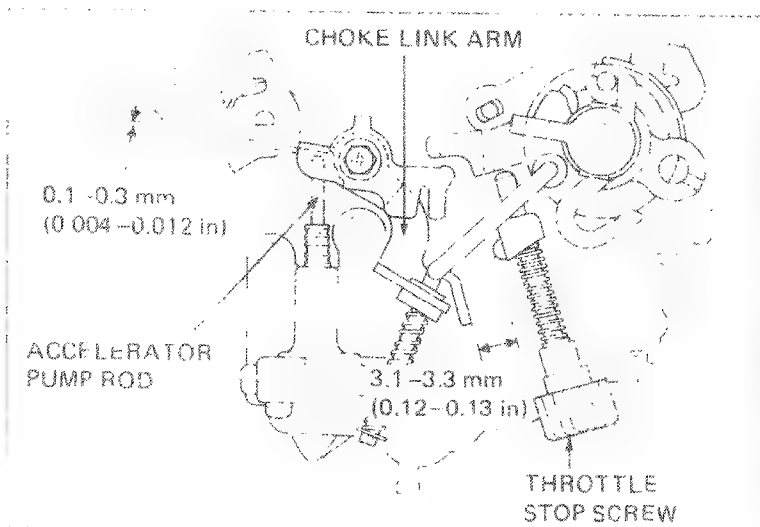 CHOKE LINK ARM
0.1-0.3 mm
(0 004-0.012 in)
ACCELERATOR
PUMP ROD
3.1-3.3 mm
(0.12-0.13 in)
THROTTLE
STOP SCREW